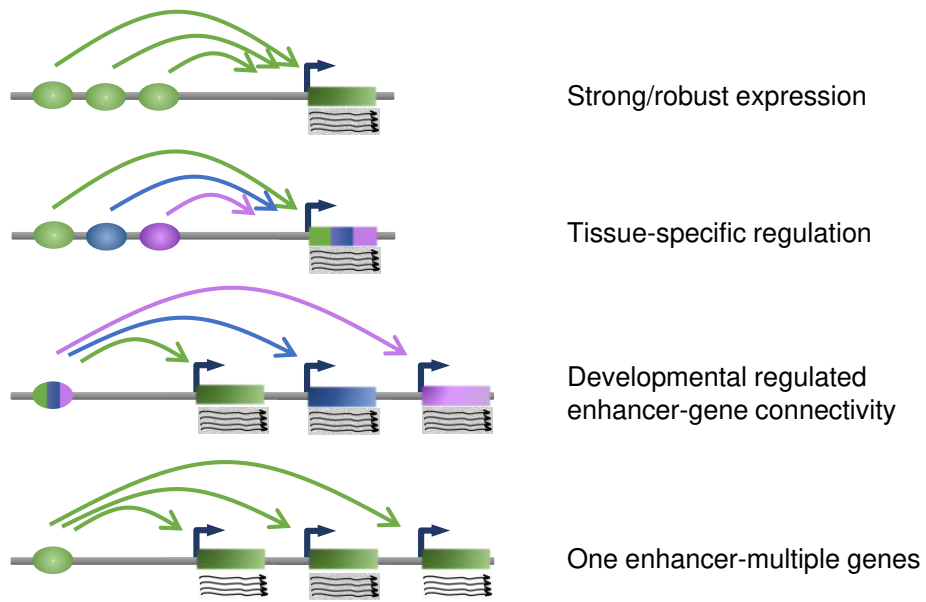 Strong/robust expression
Tissue-specific regulation
Developmental regulated
enhancer-gene connectivity
One enhancer-multiple genes